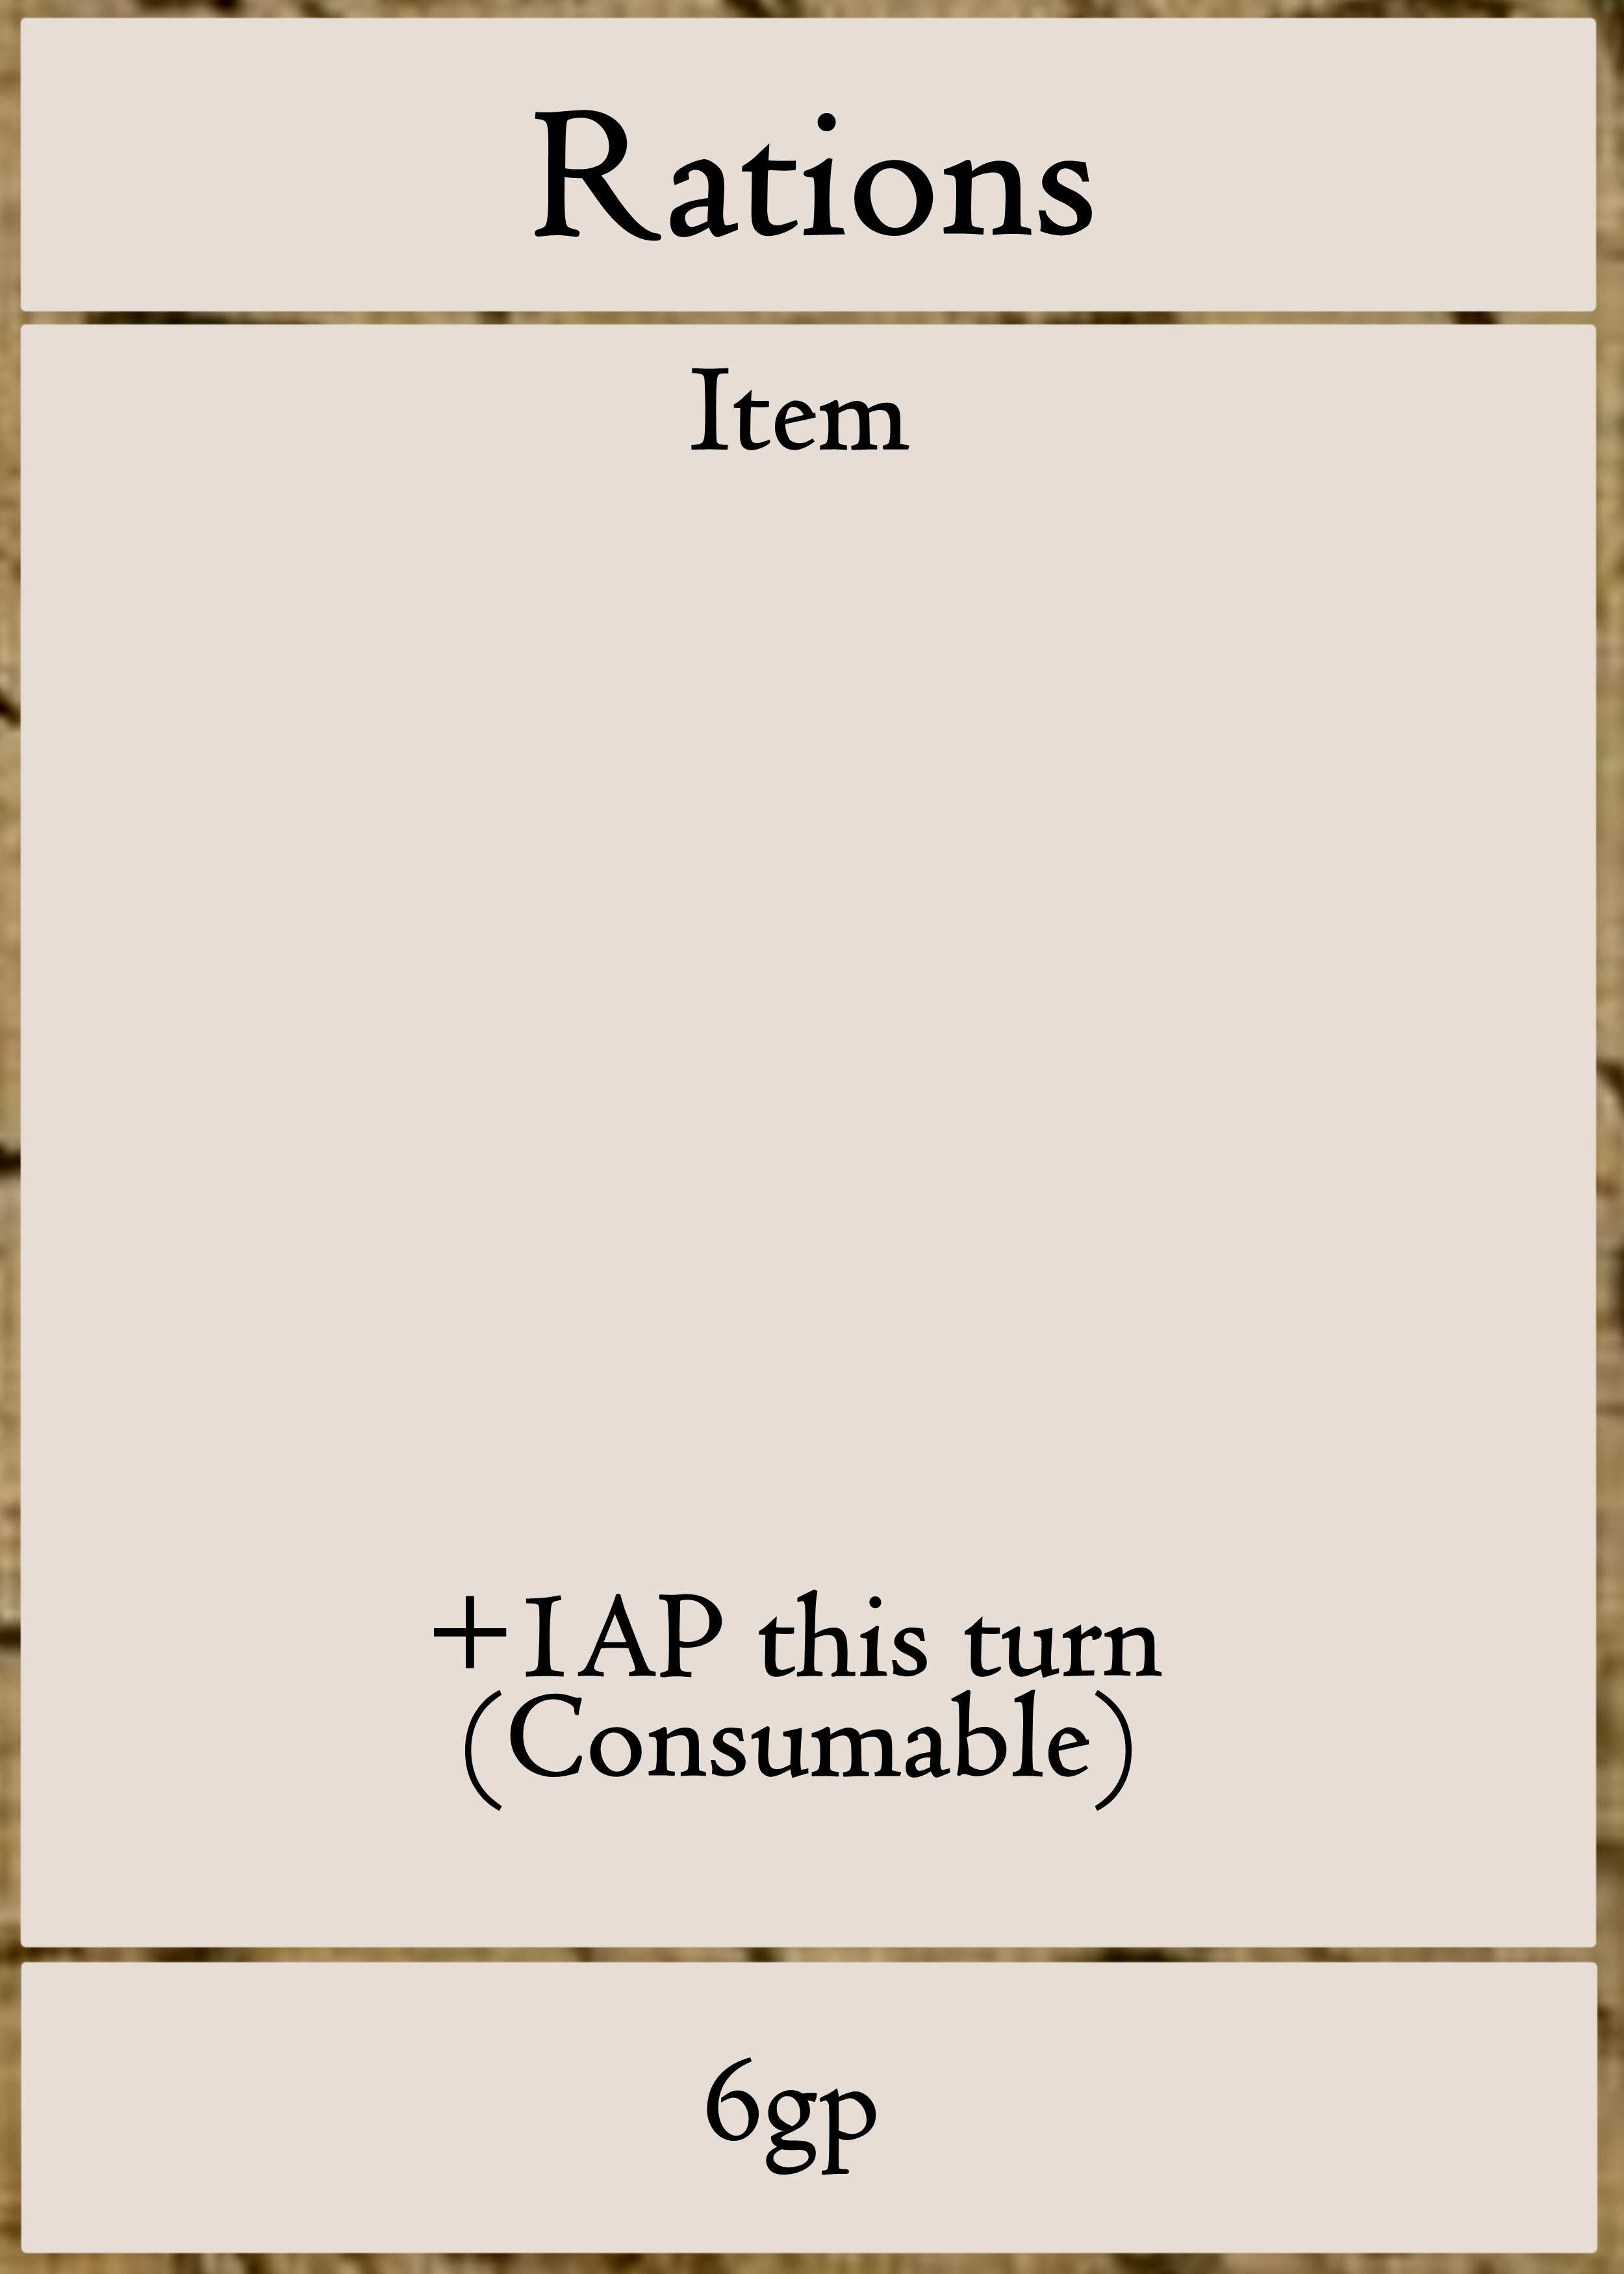 Rations
Item
+1AP this turn
(Consumable)
6gp